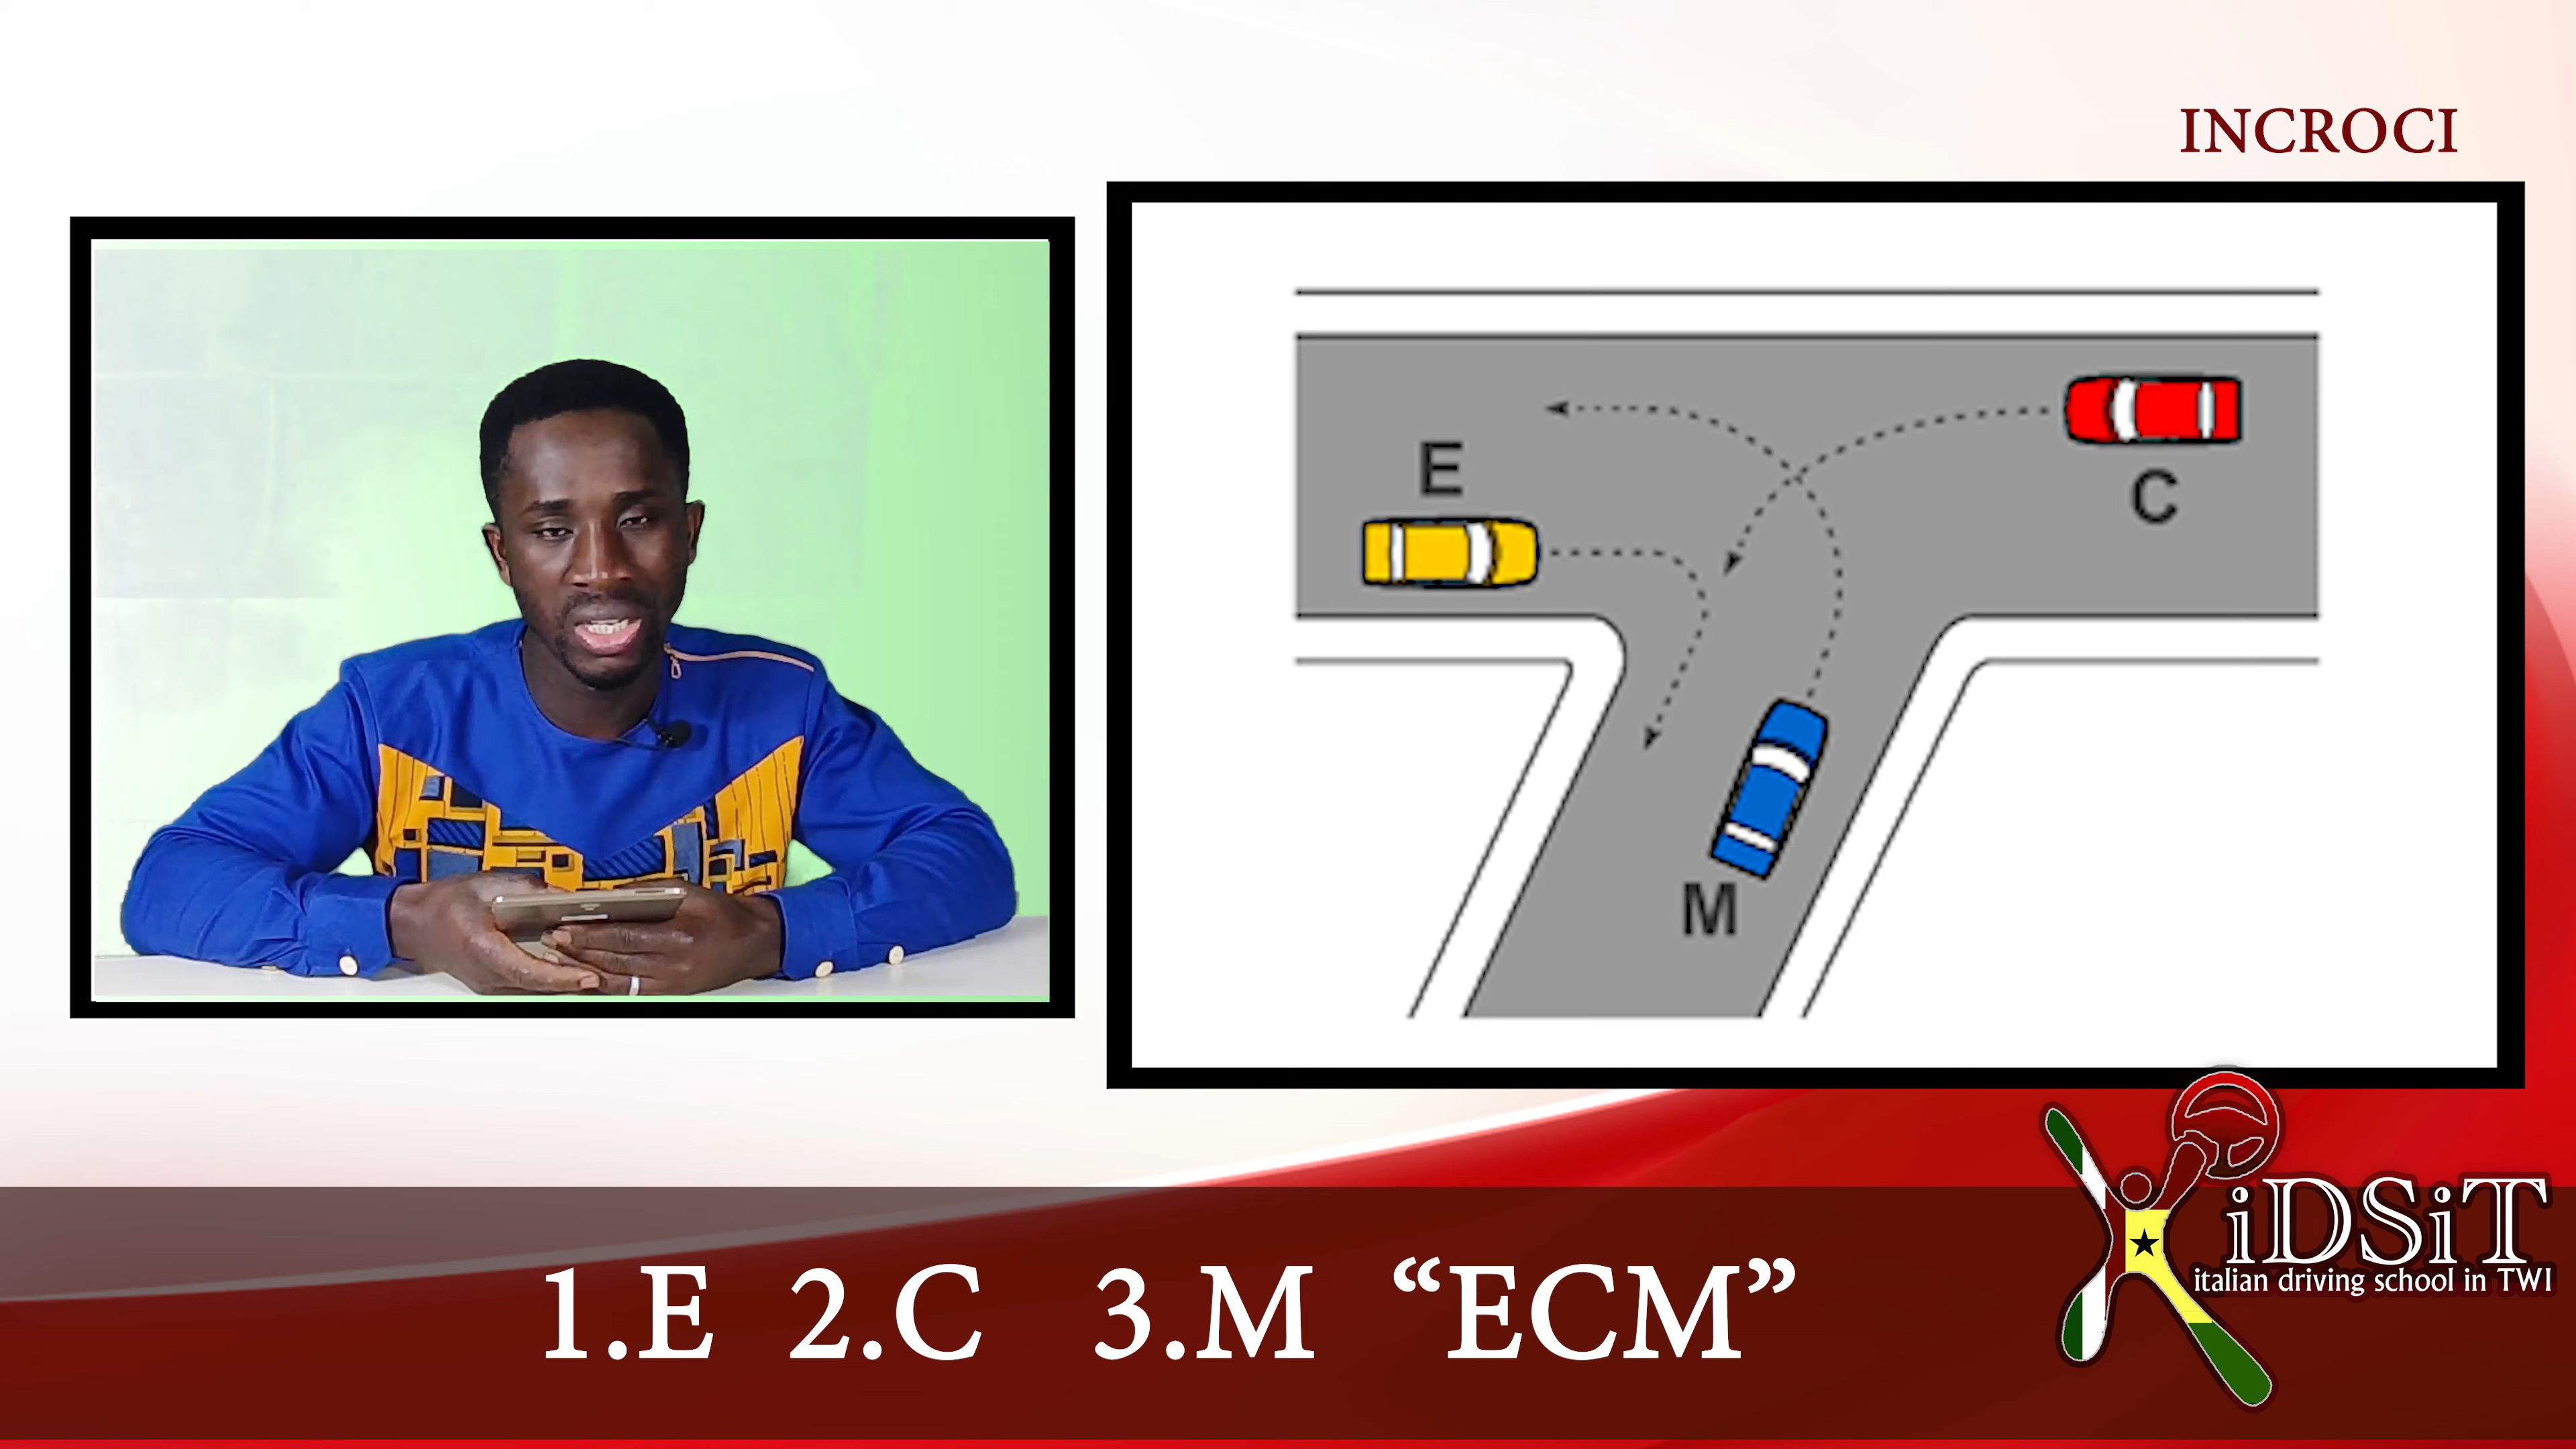 INCROCI
E
C
M
1.E 2.C 3.M “ECM”
iDSiT
italian driving school in TWI